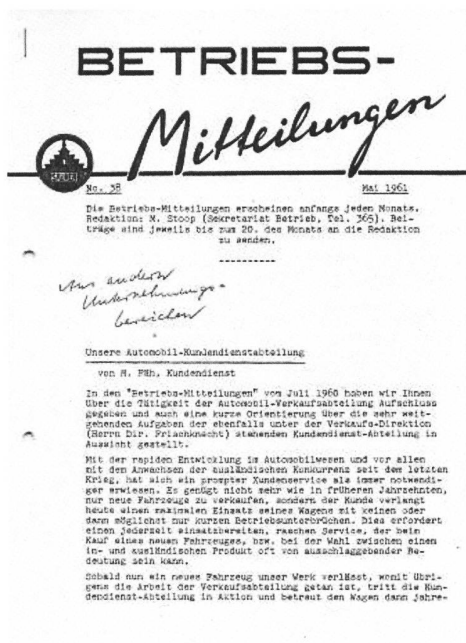 BETRIEBS-
Mitteilungen
SAURER
No. 38 Mai 1961
Die Betriebs-Mitteilungen erscheinen anfangs jeden Monats.
Redaktion: M. Stoop (Sekretariat Betrieb, Tel. 365). Bei-
träge sind jeweils bis zum 20. des Monats an die Redaktion
zu senden.
----------
Aus andern
Unternehmungs-
bereichen
Unsere Automobil-Kundendienstabteilung
von H. Fäh, Kundendienst
In den "Betriebs-Mitteilungen" vom Juli 1960 haben wir Ihnen
über die Tätigkeit der Automobil-Verkaufsabteilung Aufschluss
gegeben und auch eine kurze Orientierung über die sehr weit-
gehenden Aufgaben der ebenfalls unter der Verkaufs-Direktion
(Herrn Dir. Frischknecht) stehenden Kundendienst-Abteilung in
Aussicht gestellt.
Mit der rapiden Entwicklung im Automobilwesen und vor allem
mit dem Anwachsen der ausländischen Konkurrenz seit dem letzten
Krieg, hat sich ein prompter Kundenservice als immer notwendi-
ger erwiesen. Es genügt nicht mehr wie in früheren Jahrzehnten,
nur neue Fahrzeuge zu verkaufen, sondern der Kunde verlangt
heute einen maximalen Einsatz seines Wagens mit keinen oder
dann möglichst nur kurzen Betriebsunterbrüchen. Dies erfordert
einen jederzeit einsatzbereiten, raschen Service, der beim
Kauf eines neuen Fahrzeuges, bzw. bei der Wahl zwischen einem
in- und ausländischen Produkt oft von ausschlaggebender Be-
deutung sein kann.
Sobald nun ein neues Fahrzeug unser Werk verlässt, womit übri-
gens die Arbeit der Verkaufsabteilung getan ist, tritt die Kun-
dendienst-Abteilung in Aktion und betreut den Wagen dann jahre-